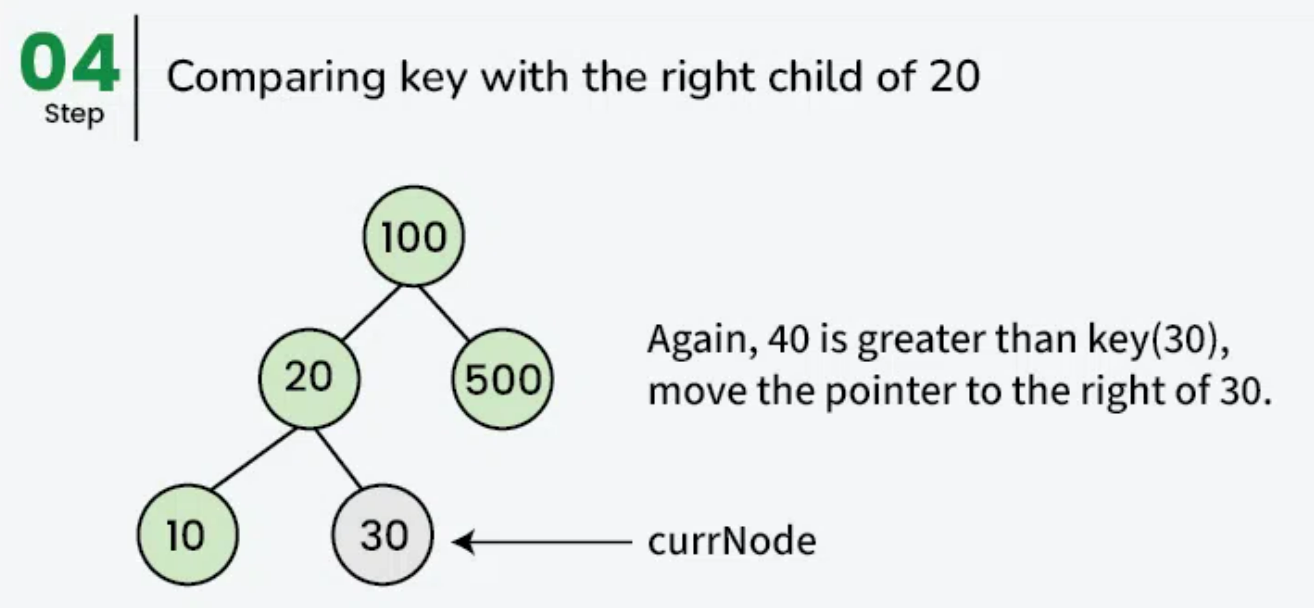 04
Step
Comparing key with the right child of 20
100
20
500
Again, 40 is greater than key(30),
move the pointer to the right of 30.
10
30
currNode